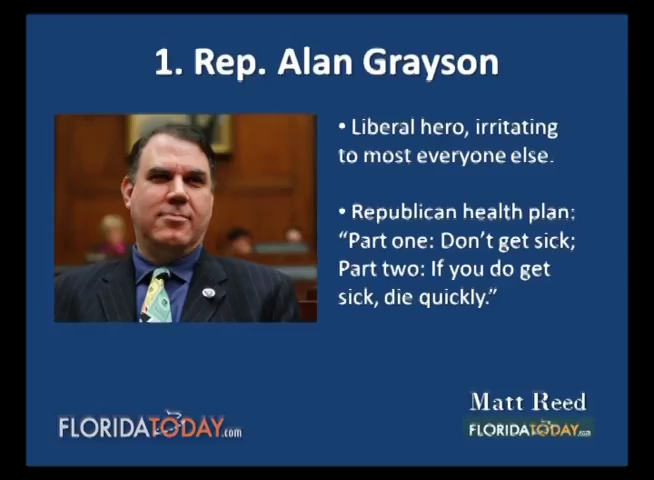 1. Rep. Alan Grayson
• Liberal hero, irritating
to most everyone else.
• Republican health plan:
“Part one: Don’t get sick;
Part two: If you do get
sick, die quickly.”
Matt Reed
FLORIDATODAY.com
FLORIDATODAY.com